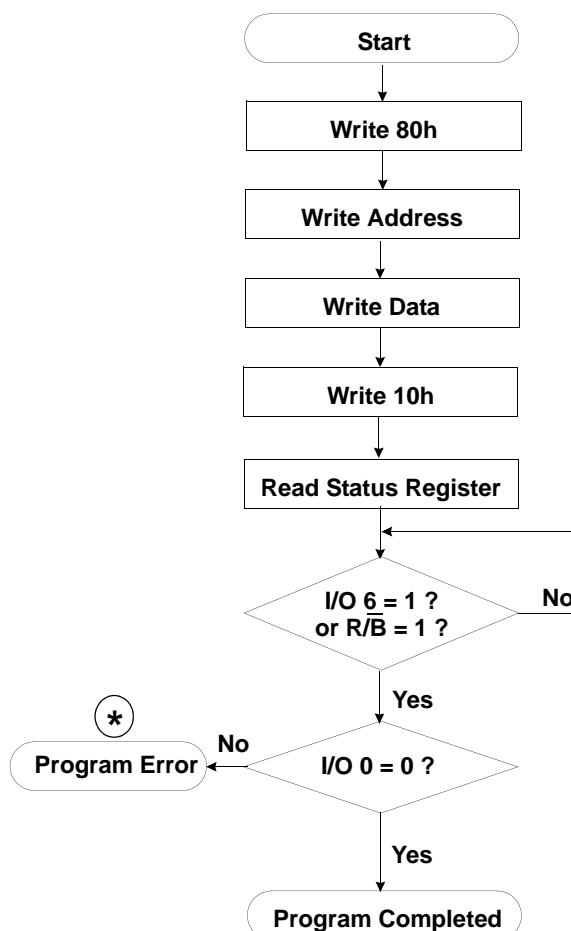 Start
Write 80h
Write Address
Write Data
Write 10h
Read Status Register
I/O 6 = 1 ?
or R/B̅ = 1 ?
No
Yes
*
No
Program Error
I/O 0 = 0 ?
Yes
Program Completed